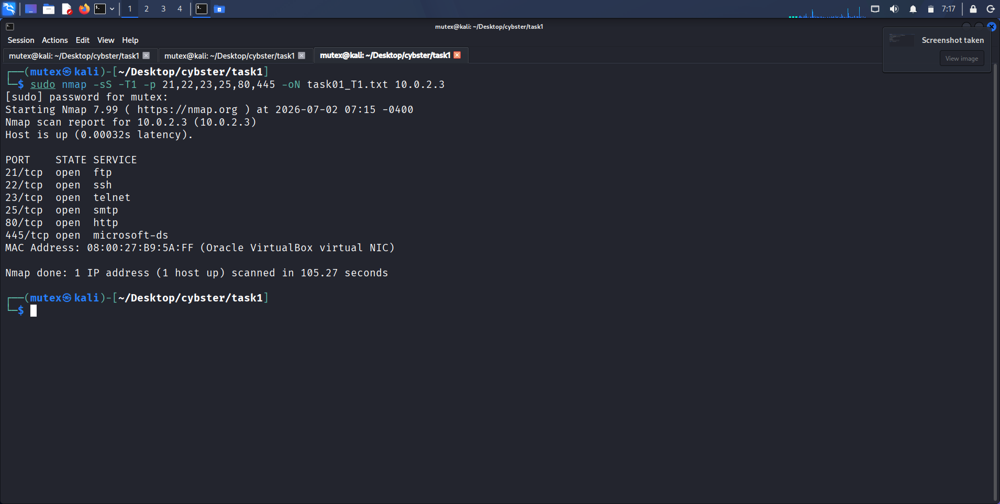 1 2 3 4 7:17
mutex@kali: ~/Desktop/cybster/task1
Session Actions Edit View Help
Screenshot taken
View image
mutex@kali: ~/Desktop/cybster/task1 mutex@kali: ~/Desktop/cybster/task1 mutex@kali: ~/Desktop/cybster/task1
┌──(mutex㉿kali)-[~/Desktop/cybster/task1]
└─$ sudo nmap -sS -T1 -p 21,22,23,25,80,445 -oN task01_T1.txt 10.0.2.3
[sudo] password for mutex:
Starting Nmap 7.99 ( https://nmap.org ) at 2026-07-02 07:15 -0400
Nmap scan report for 10.0.2.3 (10.0.2.3)
Host is up (0.00032s latency).
PORT    STATE SERVICE
21/tcp  open  ftp
22/tcp  open  ssh
23/tcp  open  telnet
25/tcp  open  smtp
80/tcp  open  http
445/tcp open  microsoft-ds
MAC Address: 08:00:27:B9:5A:FF (Oracle VirtualBox virtual NIC)
Nmap done: 1 IP address (1 host up) scanned in 105.27 seconds
┌──(mutex㉿kali)-[~/Desktop/cybster/task1]
└─$